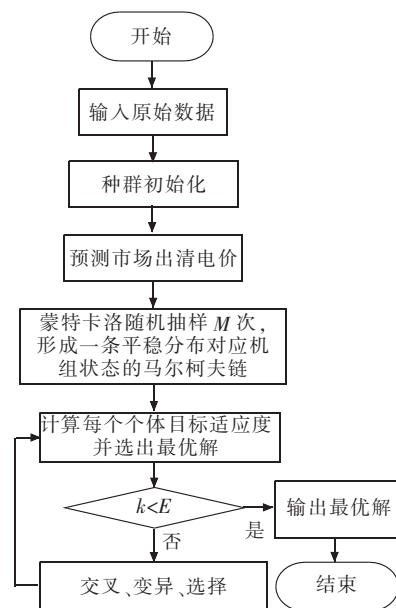 开始
输入原始数据
种群初始化
预测市场出清电价
蒙特卡洛随机抽样 M 次，
形成一条平稳分布对应机
组状态的马尔柯夫链
计算每个个体目标适应度
并选出最优解
k<E
是
输出最优解
否
交叉、变异、选择
结束